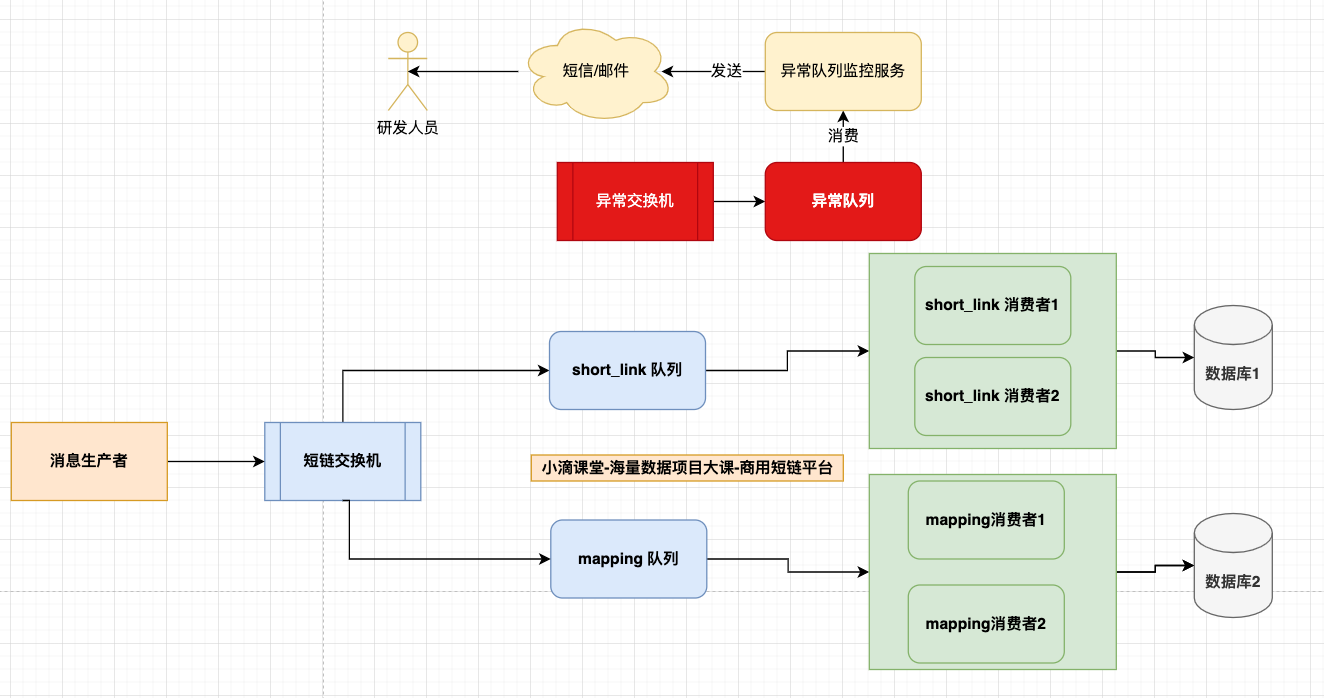 短信/邮件
发送
异常队列监控服务
研发人员
消费
异常交换机
异常队列
short_link 消费者1
short_link 队列
数据库1
short_link 消费者2
消息生产者
短链交换机
小滴课堂-海量数据项目大课-商用短链平台
mapping消费者1
mapping 队列
数据库2
mapping消费者2